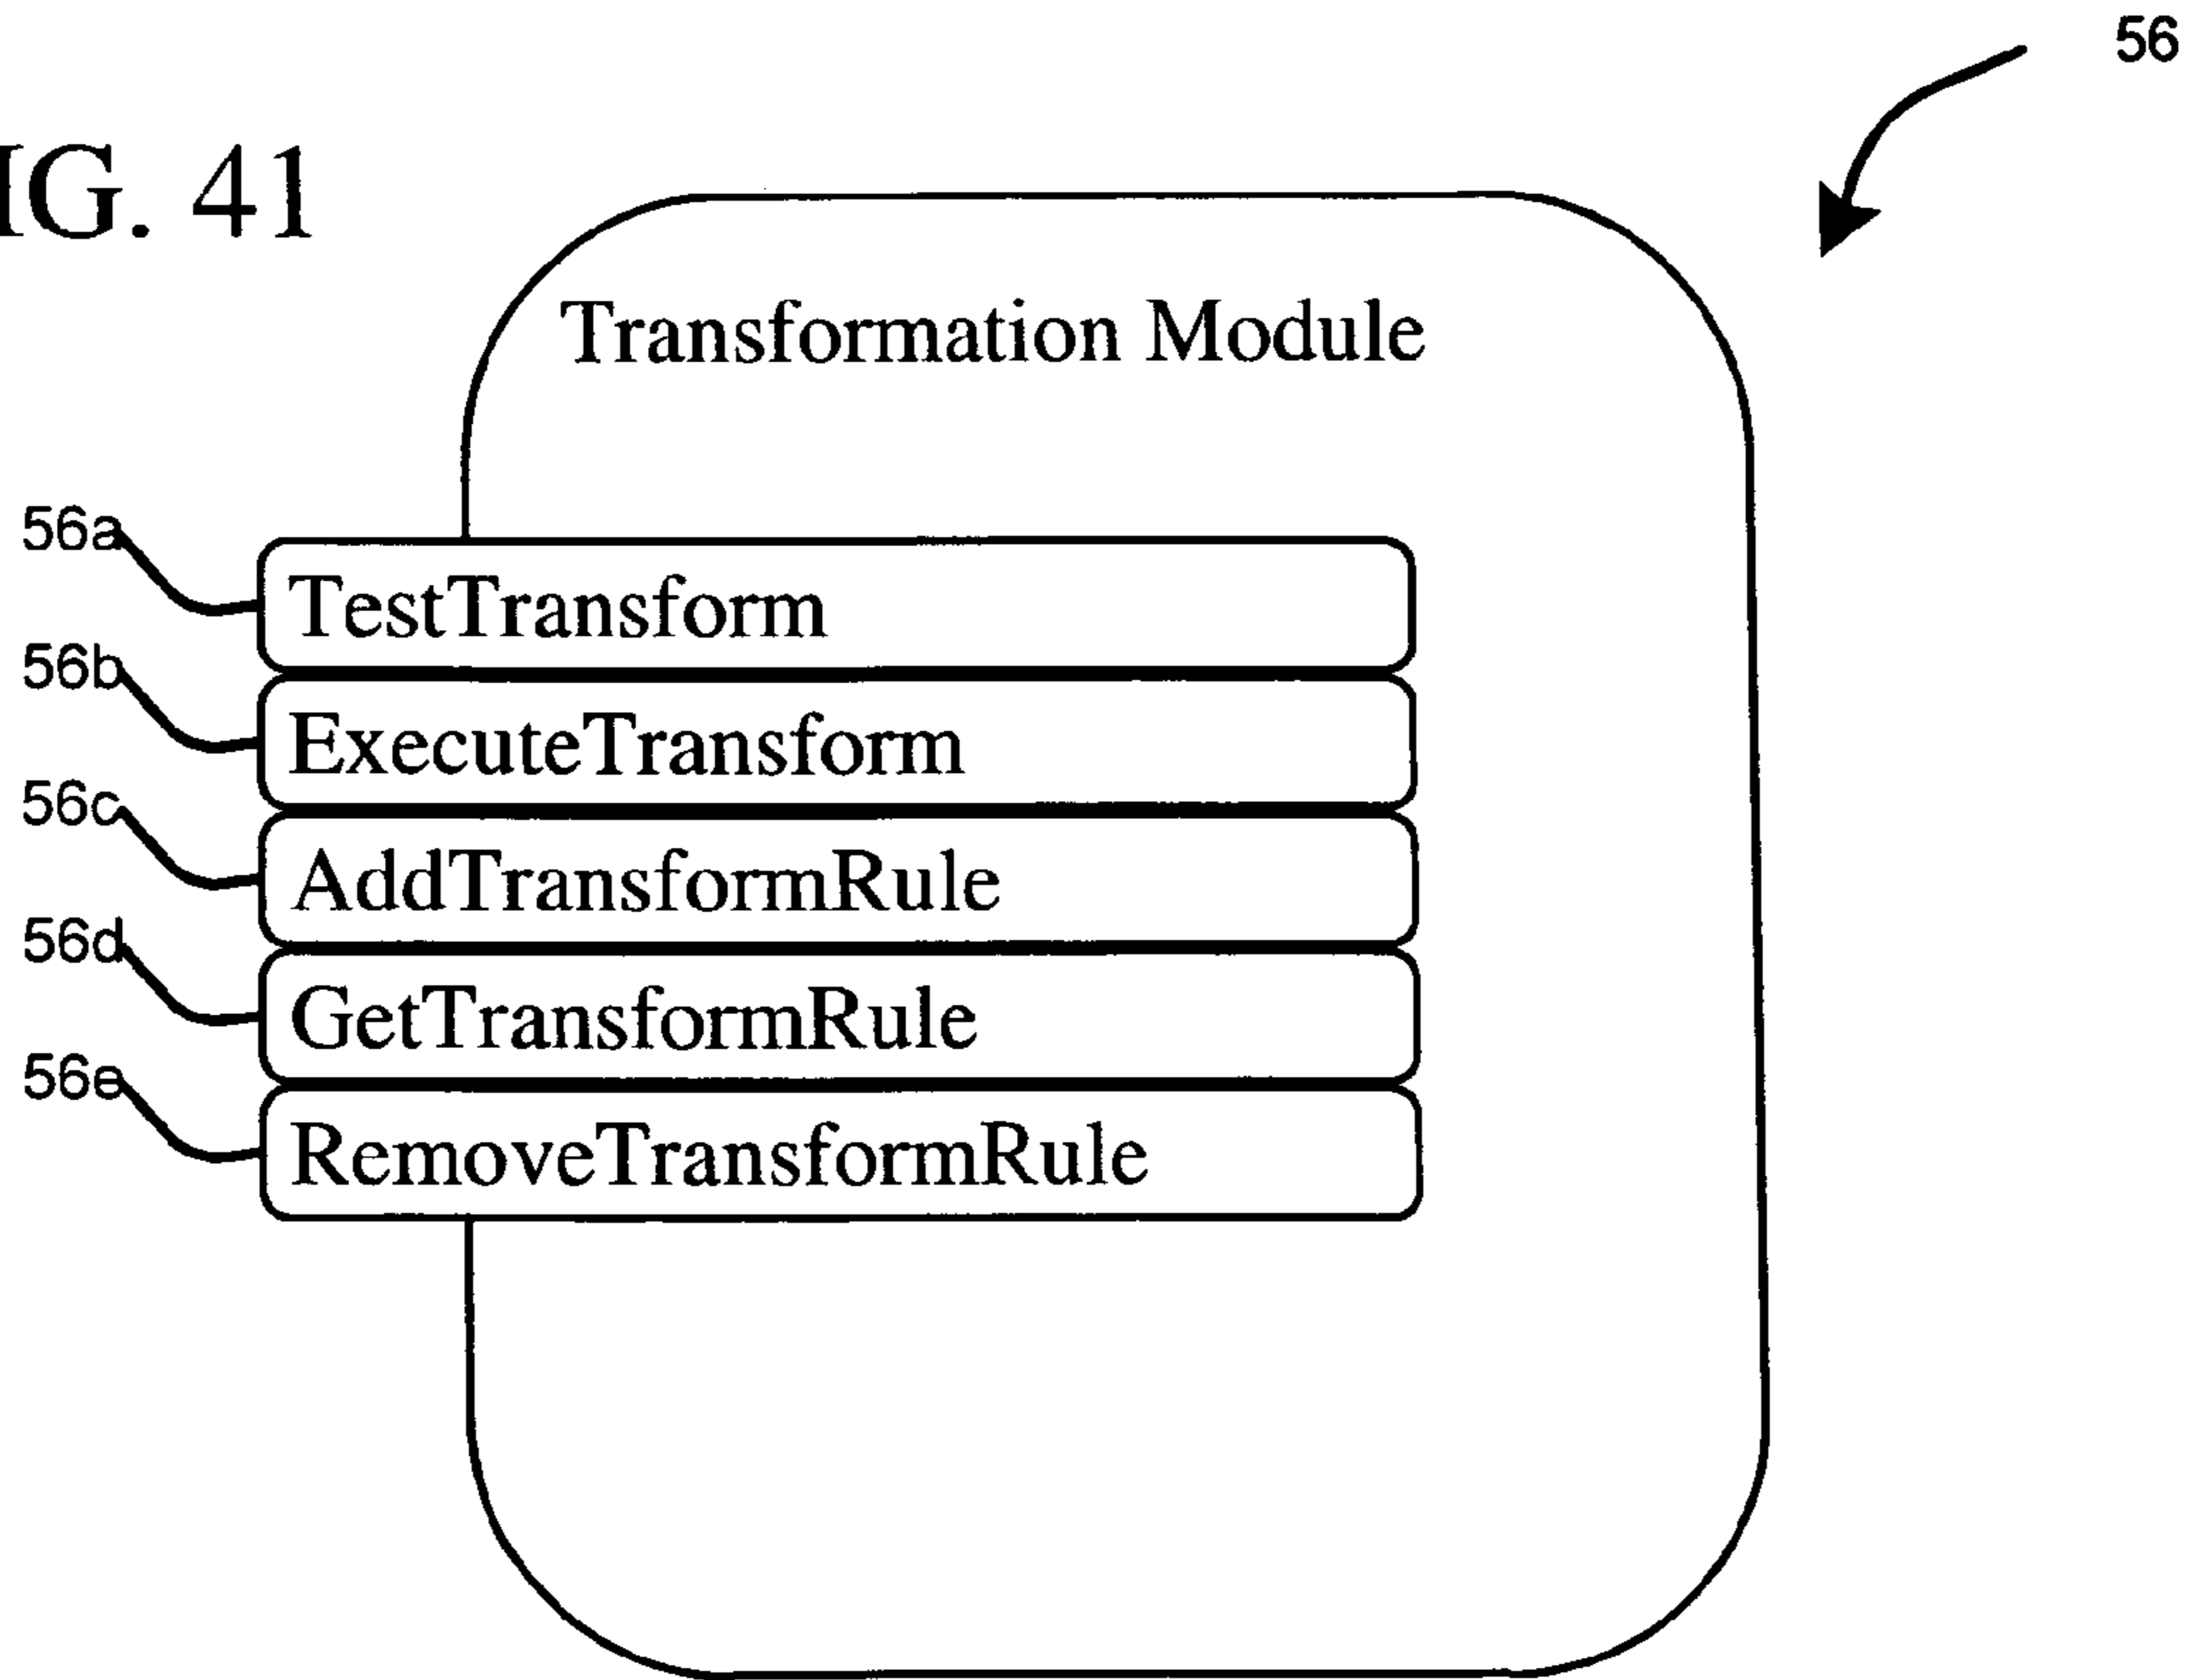 56
IG. 41
Transformation Module
56a
TestTransform
56b
ExecuteTransform
56c
AddTransformRule
56d
GetTransformRule
56e
RemoveTransformRule